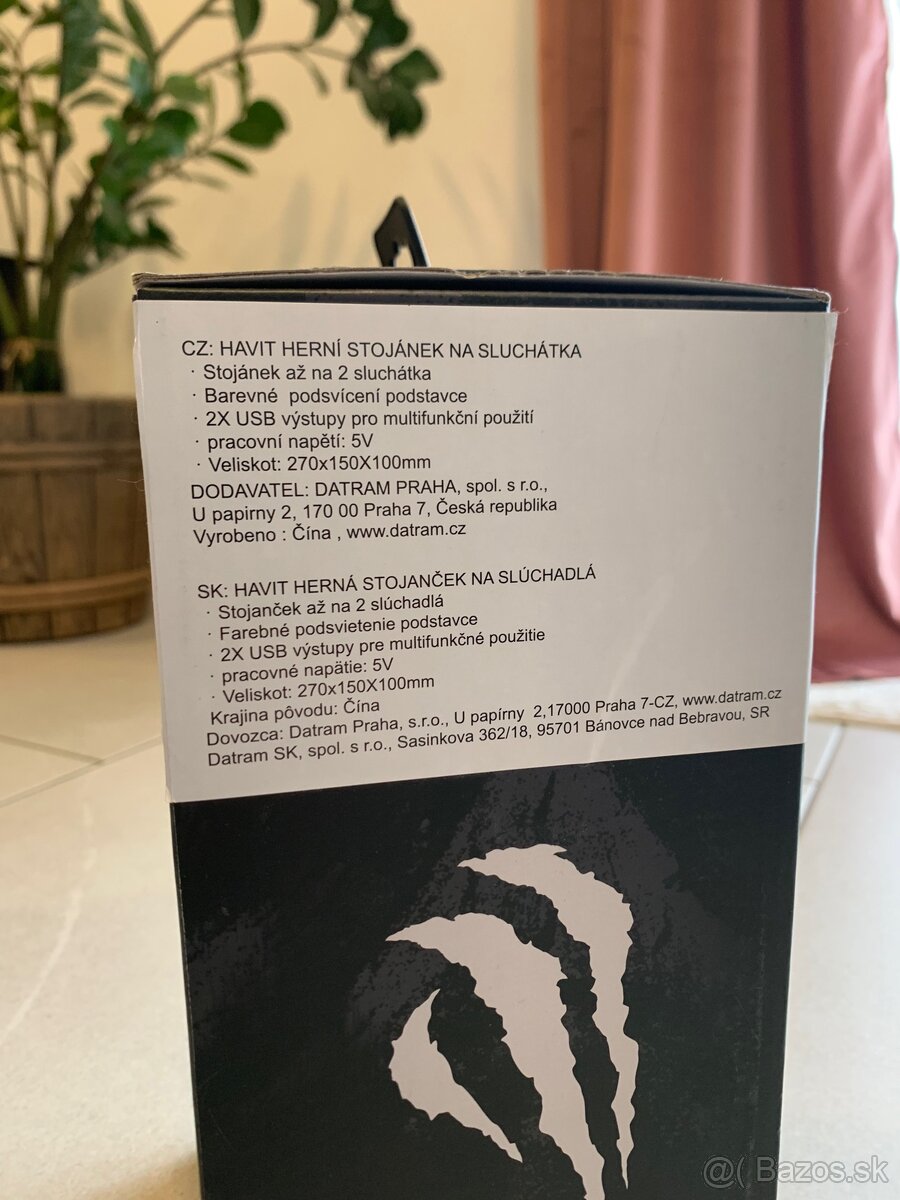 CZ: HAVIT HERNÍ STOJÁNEK NA SLUCHÁTKA
· Stojánek až na 2 sluchátka
· Barevné podsvícení podstavce
· 2X USB výstupy pro multifunkční použití
· pracovní napětí: 5V
· Veliskot: 270x150X100mm
DODAVATEL: DATRAM PRAHA, spol. s r.o.,
U papirny 2, 170 00 Praha 7, Česká republika
Vyrobeno : Čína , www.datram.cz
SK: HAVIT HERNÁ STOJANČEK NA SLÚCHADLÁ
· Stojanček až na 2 slúchadlá
· Farebné podsvietenie podstavce
· 2X USB výstupy pre multifunkčné použitie
· pracovné napätie: 5V
· Veliskot: 270x150X100mm
Krajina pôvodu: Čína
Dovozca: Datram Praha, s.r.o., U papírny 2,17000 Praha 7-CZ, www.datram.cz
Datram SK, spol. s r.o., Sasinkova 362/18, 95701 Bánovce nad Bebravou, SR
@( Bazos.sk